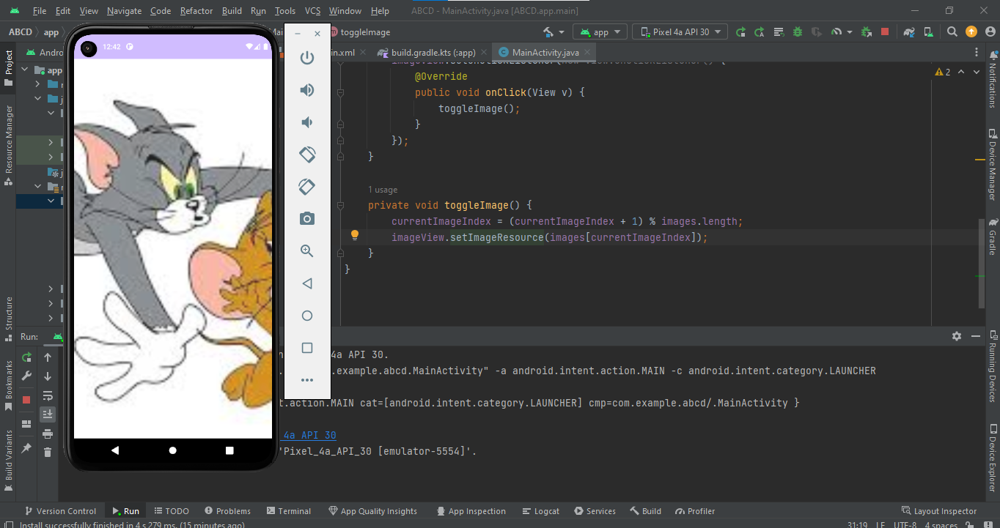 File Edit View Navigate Code Refactor Build Run Tools VCS Window Help ABCD - MainActivity.java [ABCD.app.main]
ABCD app toggleImage app Pixel 4a API 30
build.gradle.kts (:app) MainActivity.java
12:42
Project
Resource Manager
Structure
Bookmarks
Build Variants
app
@Override
public void onClick(View v) {
toggleImage();
}
});
}
1 usage
private void toggleImage() {
currentImageIndex = (currentImageIndex + 1) % images.length;
imageView.setImageResource(images[currentImageIndex]);
}
}
2
Notifications
Device Manager
Gradle
Running Devices
Device Explorer
Run:
4a API 30.
.example.abcd.MainActivity" -a android.intent.action.MAIN -c android.intent.category.LAUNCHER
t.action.MAIN cat=[android.intent.category.LAUNCHER] cmp=com.example.abcd/.MainActivity }
4a API 30
'Pixel_4a_API_30 [emulator-5554]'.
Version Control Run TODO Problems Terminal App Quality Insights App Inspection Logcat Services Build Profiler Layout Inspector
Install successfully finished in 4 s 279 ms. (15 minutes ago) 31:19 LF UTF-8 4 spaces